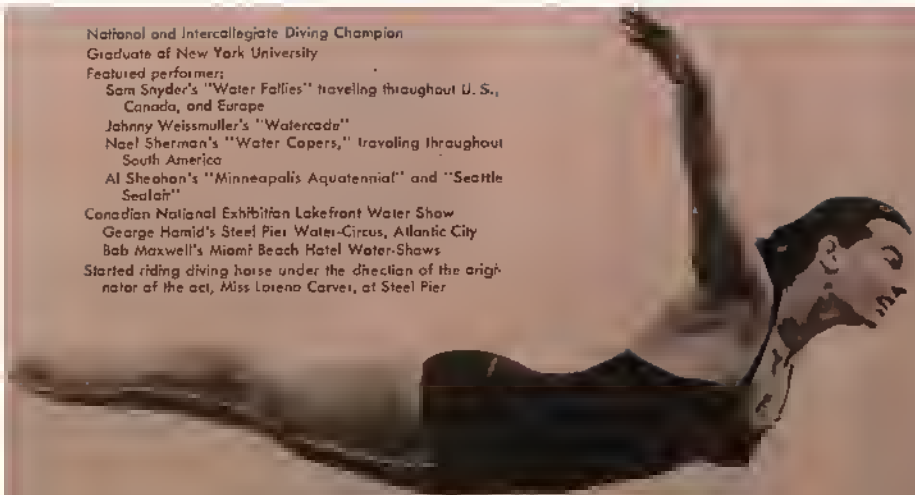 National and Intercollegiate Diving Champion
Graduate of New York University
Featured performer:
Sam Snyder's "Water Follies" traveling throughout U. S.,
Canada, and Europe
Johnny Weissmuller's "Watercade"
Noel Sherman's "Water Capers," traveling throughout
South America
Al Sheehan's "Minneapolis Aquatennial" and "Seattle
Seafair"
Canadian National Exhibition Lakefront Water Show
George Hamid's Steel Pier Water-Circus, Atlantic City
Bob Maxwell's Miami Beach Hotel Water-Shows
Started riding diving horse under the direction of the origi-
nator of the act, Miss Lorena Carver, at Steel Pier